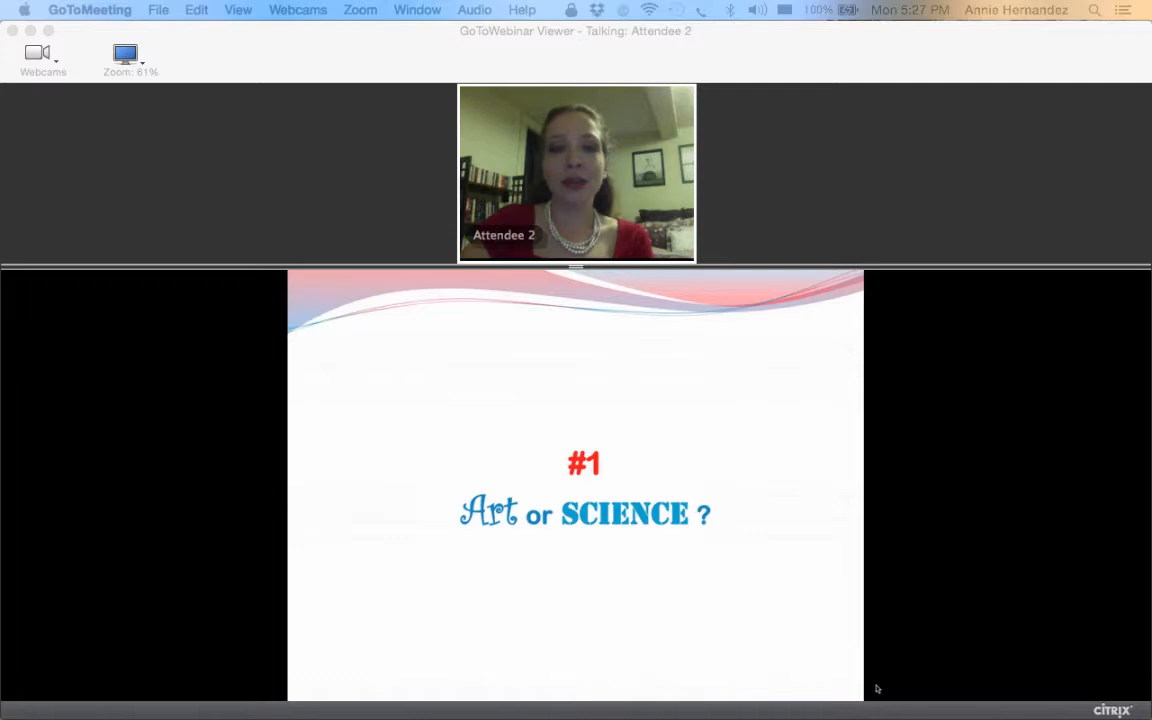 GoToMeeting File Edit View Webcams Zoom Window Audio Help 100% Mon 5:27 PM Annie Hernandez
GoToWebinar Viewer - Talking: Attendee 2
Webcams
Zoom: 61%
Attendee 2
#1
Art or SCIENCE ?
CITRIX